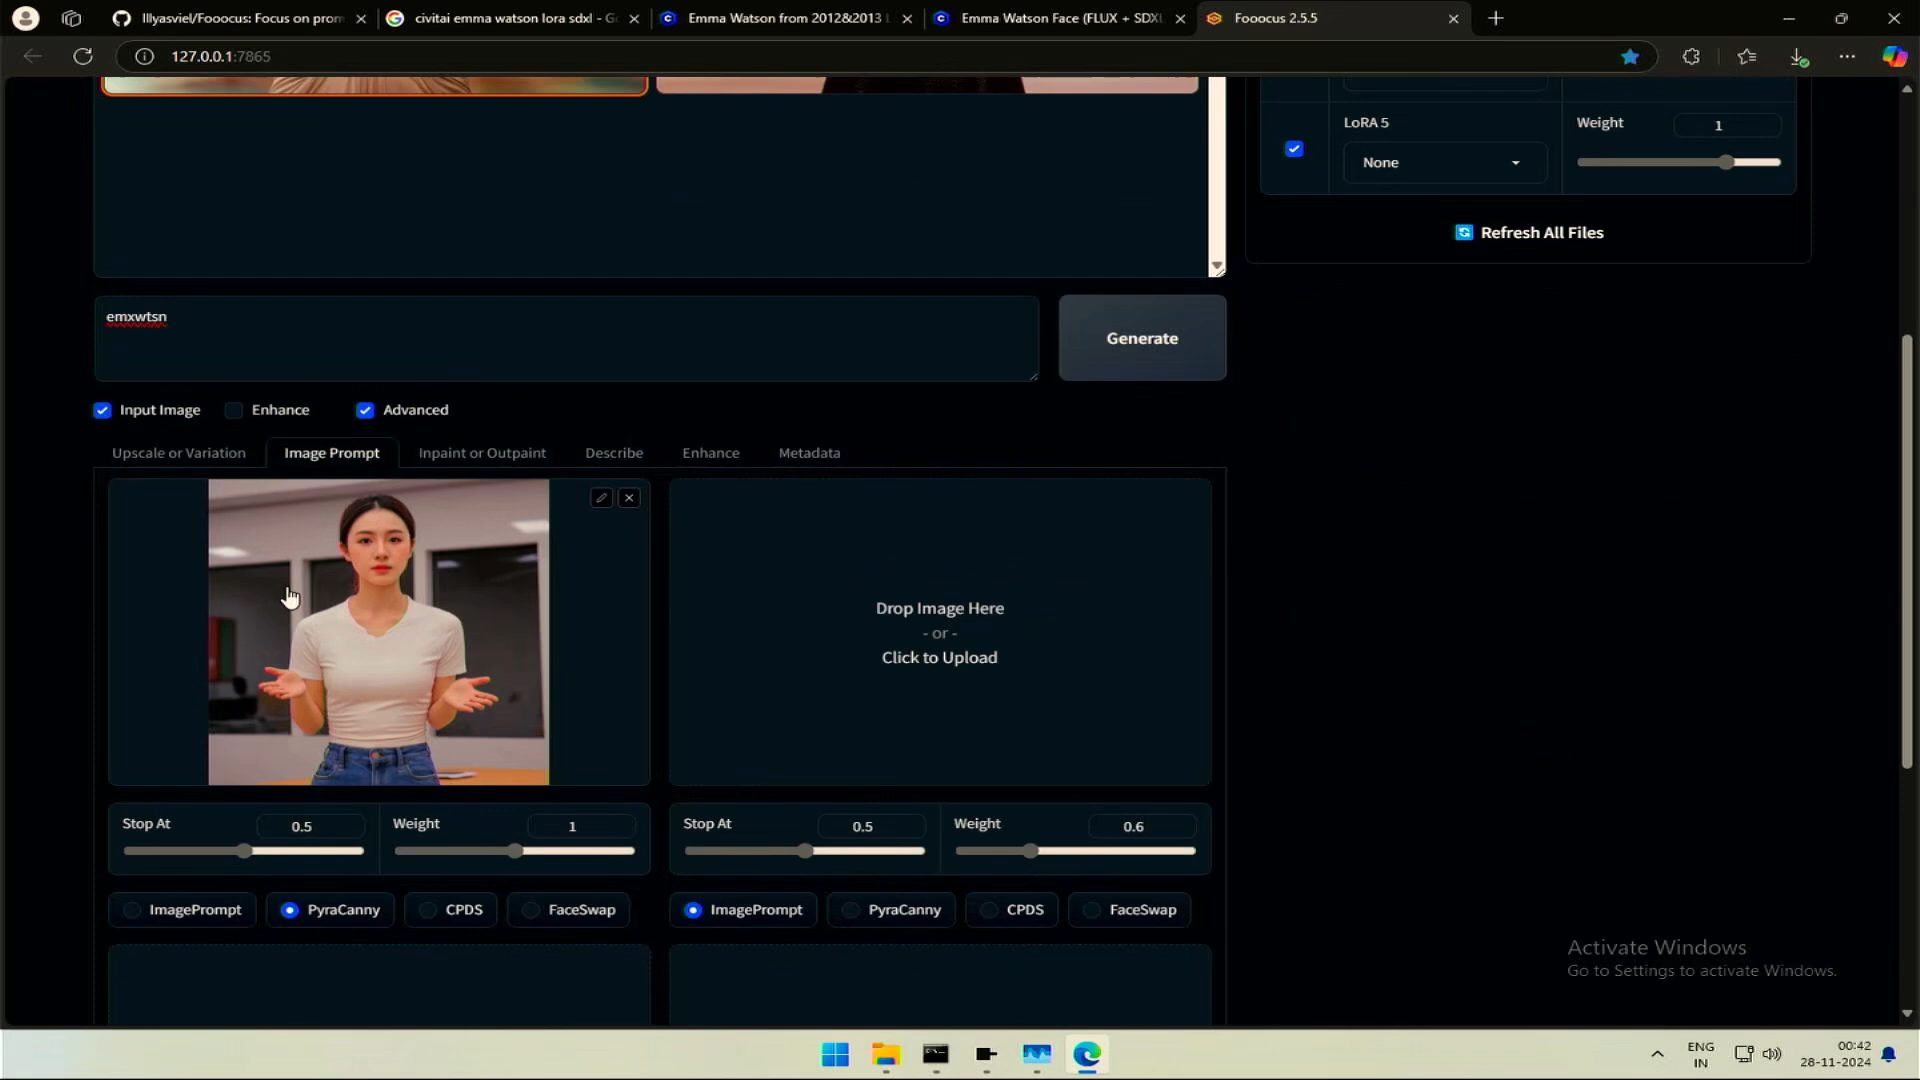 Illyasviel/Fooocus: Focus on prom
civitai emma watson lora sdxl - Go
Emma Watson from 2012&2013 L
Emma Watson Face (FLUX + SDXL
Fooocus 2.5.5
127.0.0.1:7865
LoRA 5
None
Weight
1
Refresh All Files
emxwtsn
Generate
Input Image
Enhance
Advanced
Upscale or Variation
Image Prompt
Inpaint or Outpaint
Describe
Enhance
Metadata
Drop Image Here
- or -
Click to Upload
Stop At
0.5
Weight
1
Stop At
0.5
Weight
0.6
ImagePrompt
PyraCanny
CPDS
FaceSwap
ImagePrompt
PyraCanny
CPDS
FaceSwap
Activate Windows
Go to Settings to activate Windows.
ENG
IN
00:42
28-11-2024